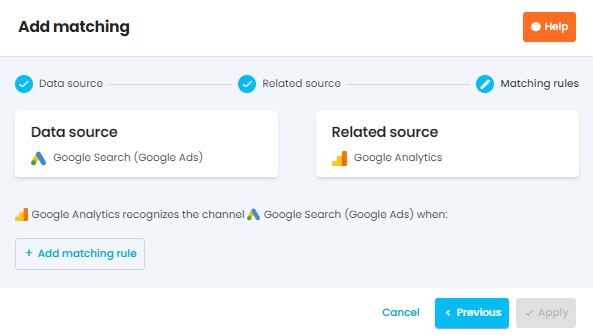 Add matching
Help
Data source
Related source
Matching rules
Data source
Google Search (Google Ads)
Related source
Google Analytics
Google Analytics recognizes the channel Google Search (Google Ads) when:
+ Add matching rule
Cancel
Previous
Apply